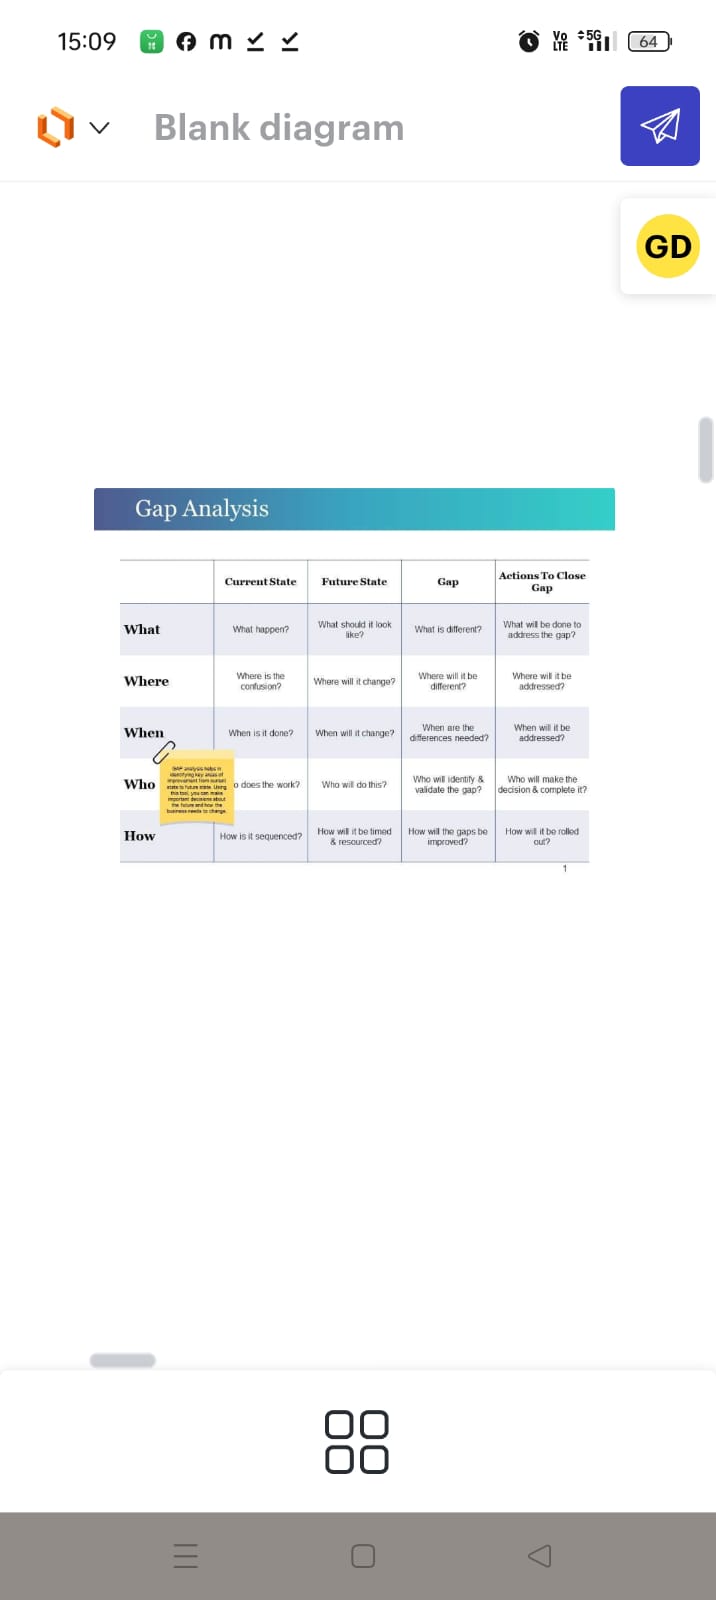 15:09
Vo
LTE
5G
64
Blank diagram
GD
Gap Analysis
Current State
Future State
Gap
Actions To Close
Gap
What
What happen?
What should it look
like?
What is different?
What will be done to
address the gap?
Where
Where is the
confusion?
Where will it change?
Where will it be
different?
Where will it be
addressed?
When
When is it done?
When will it change?
When are the
differences needed?
When will it be
addressed?
Who
GAP analysis helps in
identifying key areas of
improvement from current
state to future state. Using
this tool, you can make
important decisions about
the future and how the
business needs to change.
o does the work?
Who will do this?
Who will identify &
validate the gap?
Who will make the
decision & complete it?
How
How is it sequenced?
How will it be timed
& resourced?
How will the gaps be
improved?
How will it be rolled
out?
1